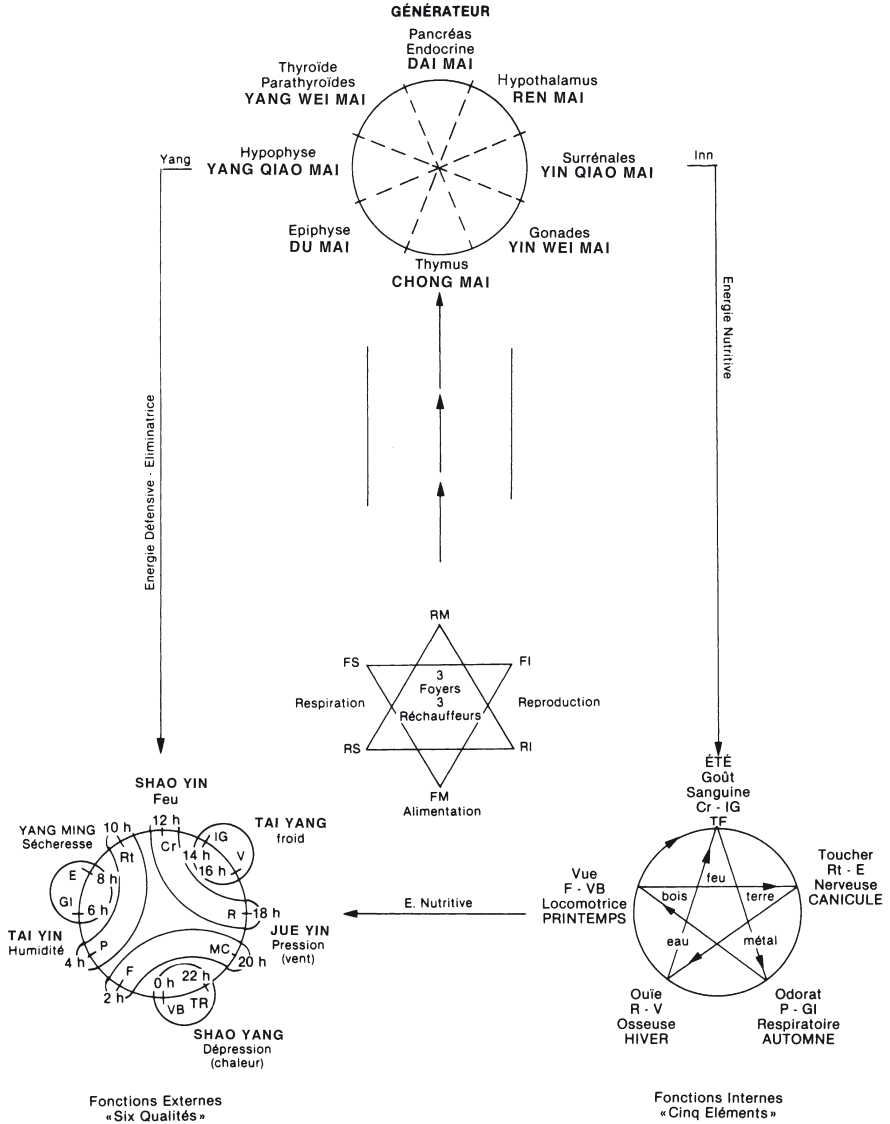 GÉNÉRATEUR
Pancréas
Endocrine
DAI MAI
Thyroïde
Parathyroïdes
YANG WEI MAI
Hypothalamus
REN MAI
Hypophyse
YANG QIAO MAI
Surrénales
YIN QIAO MAI
Yang
Inn
Epiphyse
DU MAI
Gonades
YIN WEI MAI
Thymus
CHONG MAI
Energie Défensive - Eliminatrice
Energie Nutritive
RM
FS
FI
3
Foyers
3
Réchauffeurs
Respiration
Reproduction
RS
RI
FM
Alimentation
SHAO YIN
Feu
YANG MING
Sécheresse
10 h
12 h
TAI YANG
froid
Rt
Cr
IG
14 h
V
16 h
E
8 h
GI
6 h
R
18 h
TAI YIN
Humidité
P
4 h
JUE YIN
Pression
(vent)
MC
20 h
F
2 h
0 h
22 h
VB
TR
SHAO YANG
Dépression
(chaleur)
Fonctions Externes
«Six Qualités»
E. Nutritive
ÉTÉ
Goût
Sanguine
Cr - IG
TF
Vue
F - VB
Locomotrice
PRINTEMPS
Toucher
Rt - E
Nerveuse
CANICULE
feu
bois
terre
eau
métal
Ouïe
R - V
Osseuse
HIVER
Odorat
P - GI
Respiratoire
AUTOMNE
Fonctions Internes
«Cinq Eléments»